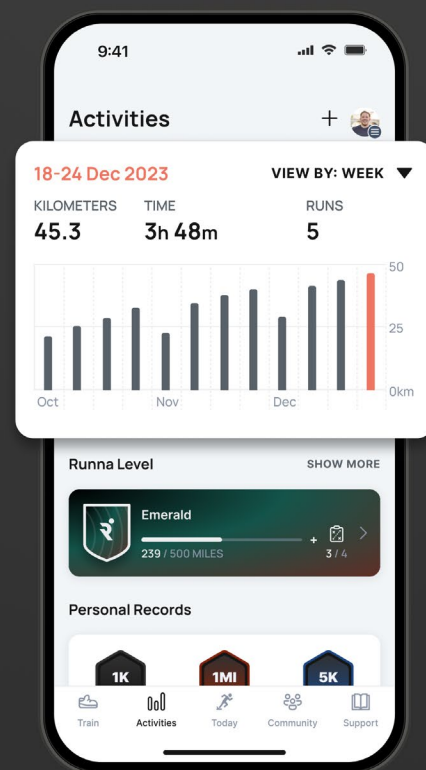 9:41
Activities
18-24 Dec 2023 VIEW BY: WEEK
KILOMETERS TIME RUNS
45.3 3h 48m 5
50
25
0km
Oct Nov Dec
Runna Level SHOW MORE
Emerald
239 / 500 MILES + 3 / 4
Personal Records
1K 1MI 5K
Train Activities Today Community Support